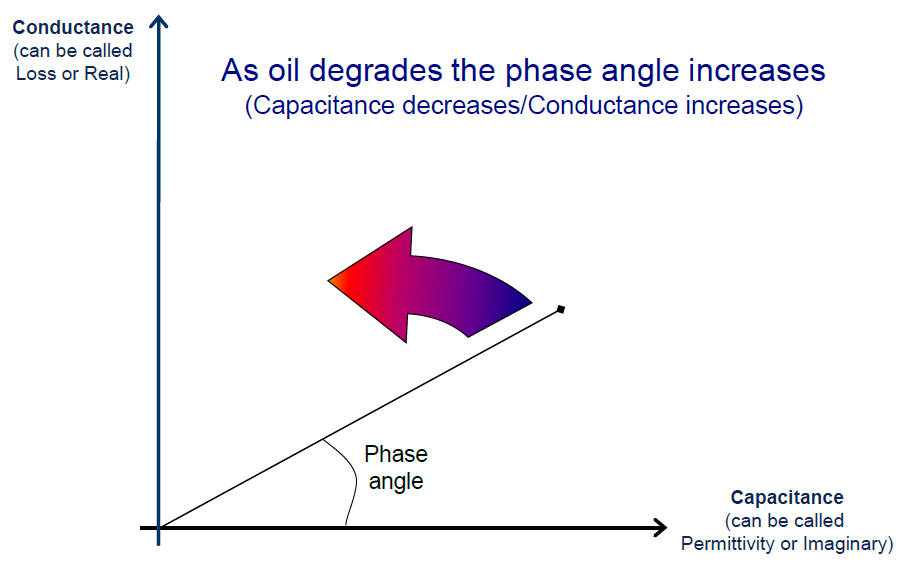 Conductance
(can be called
Loss or Real)
As oil degrades the phase angle increases
(Capacitance decreases/Conductance increases)
Phase
angle
Capacitance
(can be called
Permittivity or Imaginary)